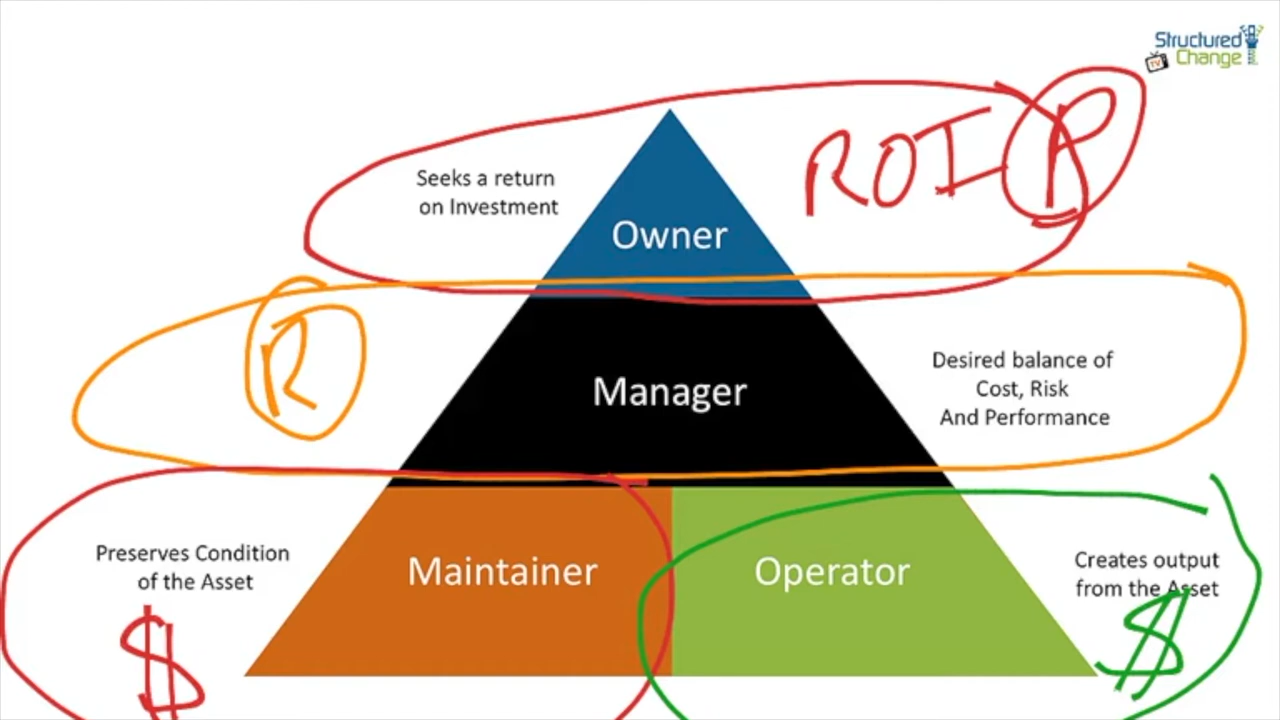 Structured
TV Change
Seeks a return
on Investment
ROI P
Owner
R
Manager
Desired balance of
Cost, Risk
And Performance
Preserves Condition
of the Asset
Maintainer
Operator
Creates output
from the Asset
$
$